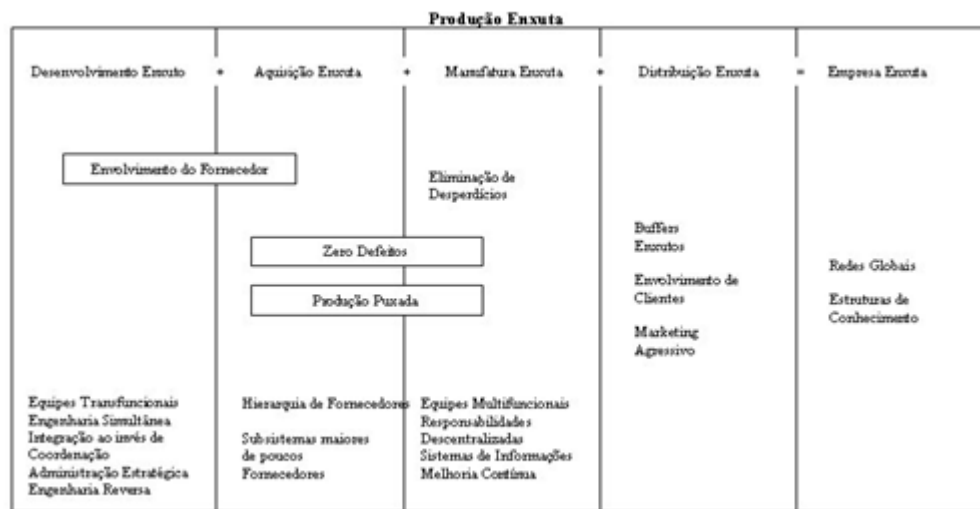 Produção Enxuta
Desenvolvimento Enxuto + Aquisição Enxuta + Manufatura Enxuta + Distribuição Enxuta = Empresa Enxuta
Envolvimento do Fornecedor
Eliminação de
Desperdícios
Zero Defeitos
Produção Puxada
Buffers
Enxutos
Envolvimento de
Clientes
Marketing
Agressivo
Redes Globais
Estruturas de
Conhecimento
Equipes Transfuncionais
Engenharia Simultânea
Integração ao invés de
Coordenação
Administração Estratégica
Engenharia Reversa
Hierarquia de Fornecedores
Subsistemas maiores
de poucos
Fornecedores
Equipes Multifuncionais
Responsabilidades
Descentralizadas
Sistemas de Informações
Melhoria Contínua